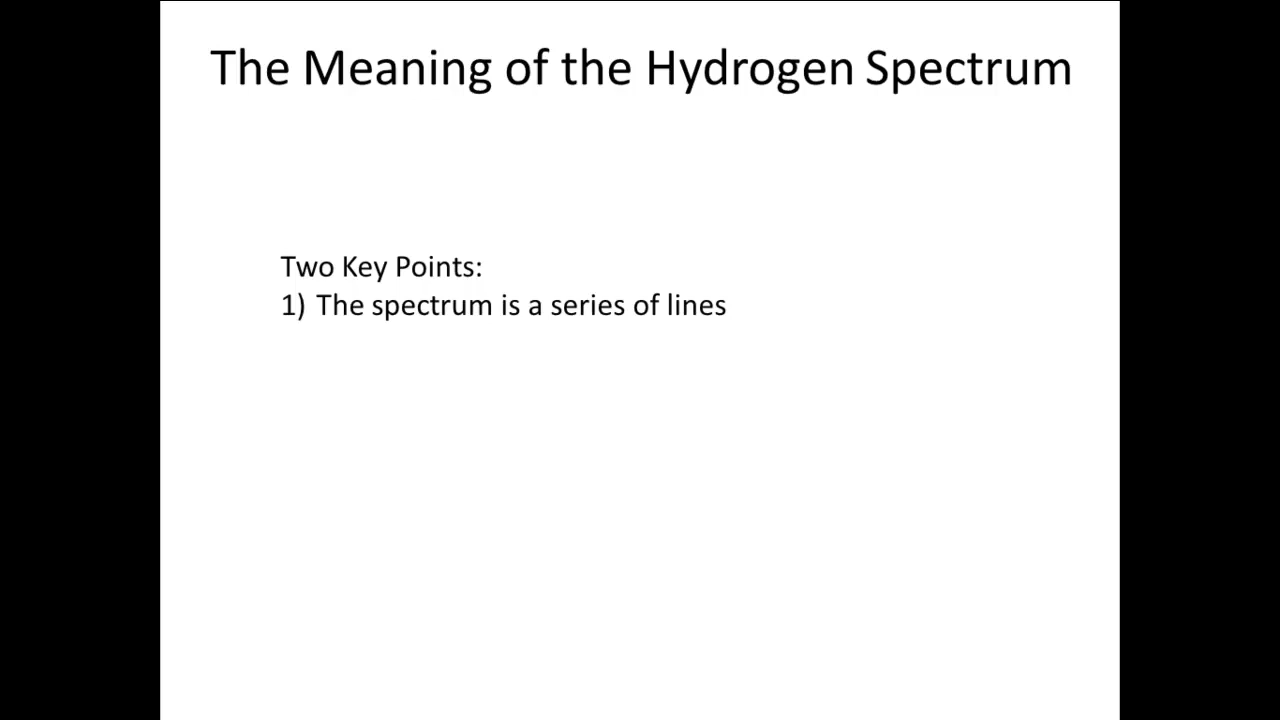 The Meaning of the Hydrogen Spectrum
Two Key Points:
1) The spectrum is a series of lines